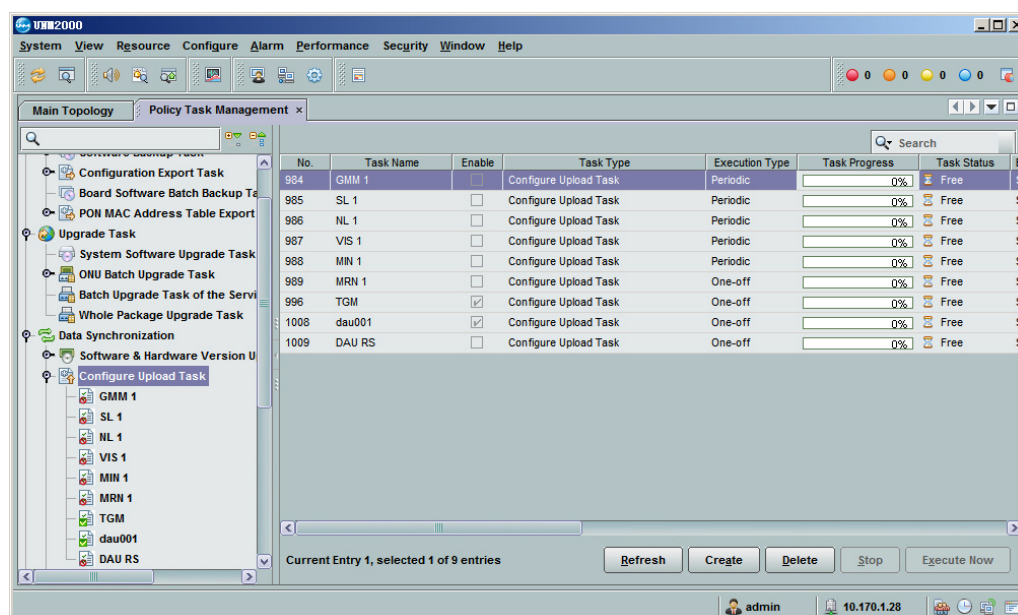 UNM2000
System View Resource Configure Alarm Performance Security Window Help
0 0 0 0
Main Topology Policy Task Management ×
Search
Software Backup Task
Configuration Export Task
Board Software Batch Backup Ta
PON MAC Address Table Export
Upgrade Task
System Software Upgrade Task
ONU Batch Upgrade Task
Batch Upgrade Task of the Servi
Whole Package Upgrade Task
Data Synchronization
Software & Hardware Version U
Configure Upload Task
GMM 1
SL 1
NL 1
VIS 1
MIN 1
MRN 1
TGM
dau001
DAU RS
No. Task Name Enable Task Type Execution Type Task Progress Task Status
984 GMM 1 Configure Upload Task Periodic 0% Free
985 SL 1 Configure Upload Task Periodic 0% Free
986 NL 1 Configure Upload Task Periodic 0% Free
987 VIS 1 Configure Upload Task Periodic 0% Free
988 MIN 1 Configure Upload Task Periodic 0% Free
989 MRN 1 Configure Upload Task One-off 0% Free
996 TGM Configure Upload Task One-off 0% Free
1008 dau001 Configure Upload Task One-off 0% Free
1009 DAU RS Configure Upload Task One-off 0% Free
Current Entry 1, selected 1 of 9 entries
Refresh Create Delete Stop Execute Now
admin 10.170.1.28